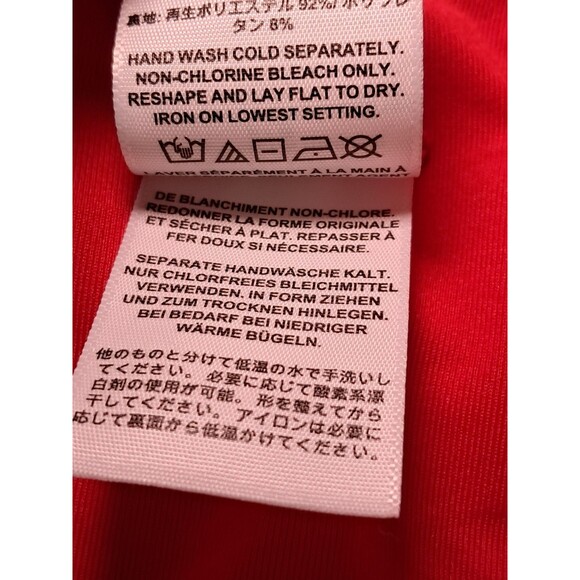 裏地: 再生ポリエステル 92%/ ポリウレ
タン 8%
HAND WASH COLD SEPARATELY.
NON-CHLORINE BLEACH ONLY.
RESHAPE AND LAY FLAT TO DRY.
IRON ON LOWEST SETTING.
LAVER SÉPARÉMENT À LA MAIN À
DE BLANCHIMENT NON-CHLORE.
REDONNER LA FORME ORIGINALE
ET SÉCHER À PLAT. REPASSER À
FER DOUX SI NÉCESSAIRE.
SEPARATE HANDWÄSCHE KALT.
NUR CHLORFREIES BLEICHMITTEL
VERWENDEN. IN FORM ZIEHEN
UND ZUM TROCKNEN HINLEGEN.
BEI BEDARF BEI NIEDRIGER
WÄRME BÜGELN.
他のものと分けて低温の水で手洗いし
てください。必要に応じて酸素系漂
白剤の使用が可能。形を整えてから
干してください。アイロンは必要に
応じて裏面から低温かけてください。